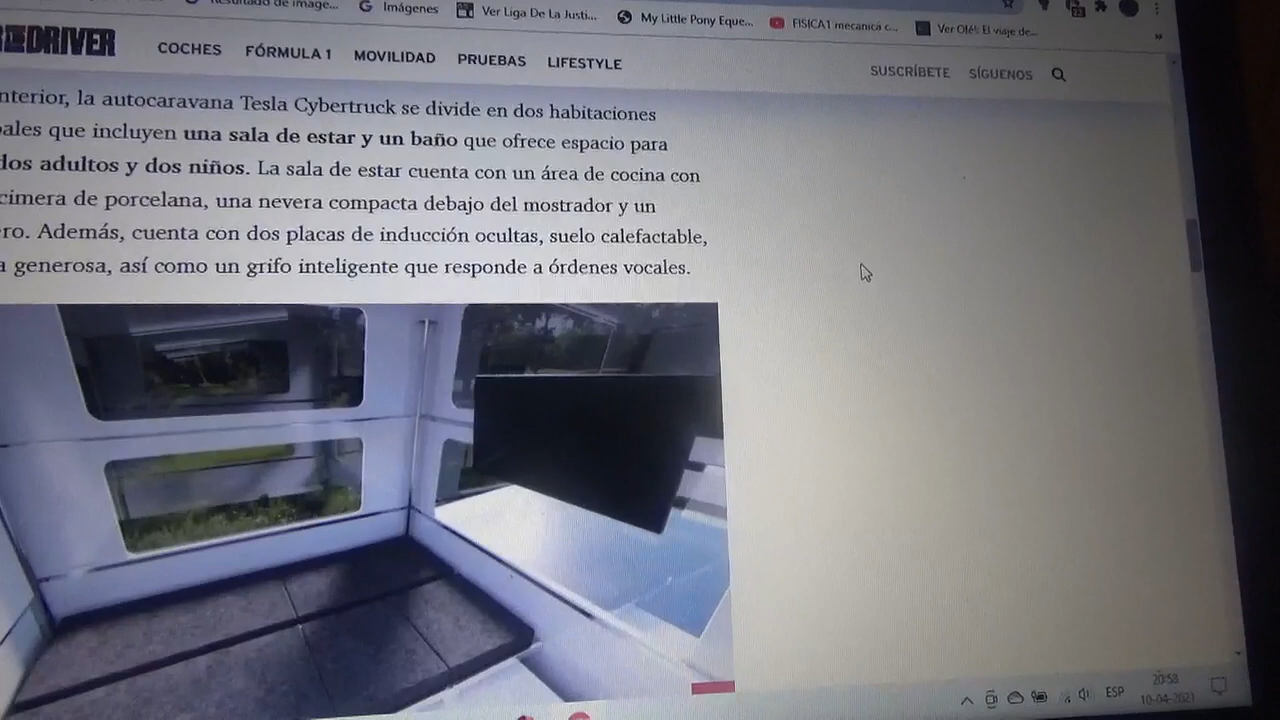 Resultado de image...
Imágenes
Ver Liga De La Justi...
My Little Pony Eque...
FISICA1 mecanica c...
Ver Olé!: El viaje de...
DRIVER
COCHES
FÓRMULA 1
MOVILIDAD
PRUEBAS
LIFESTYLE
SUSCRÍBETE
SÍGUENOS
nterior, la autocaravana Tesla Cybertruck se divide en dos habitaciones
ales que incluyen una sala de estar y un baño que ofrece espacio para
dos adultos y dos niños. La sala de estar cuenta con un área de cocina con
cimera de porcelana, una nevera compacta debajo del mostrador y un
ro. Además, cuenta con dos placas de inducción ocultas, suelo calefactable,
a generosa, así como un grifo inteligente que responde a órdenes vocales.
ESP
20:58
10-04-2021